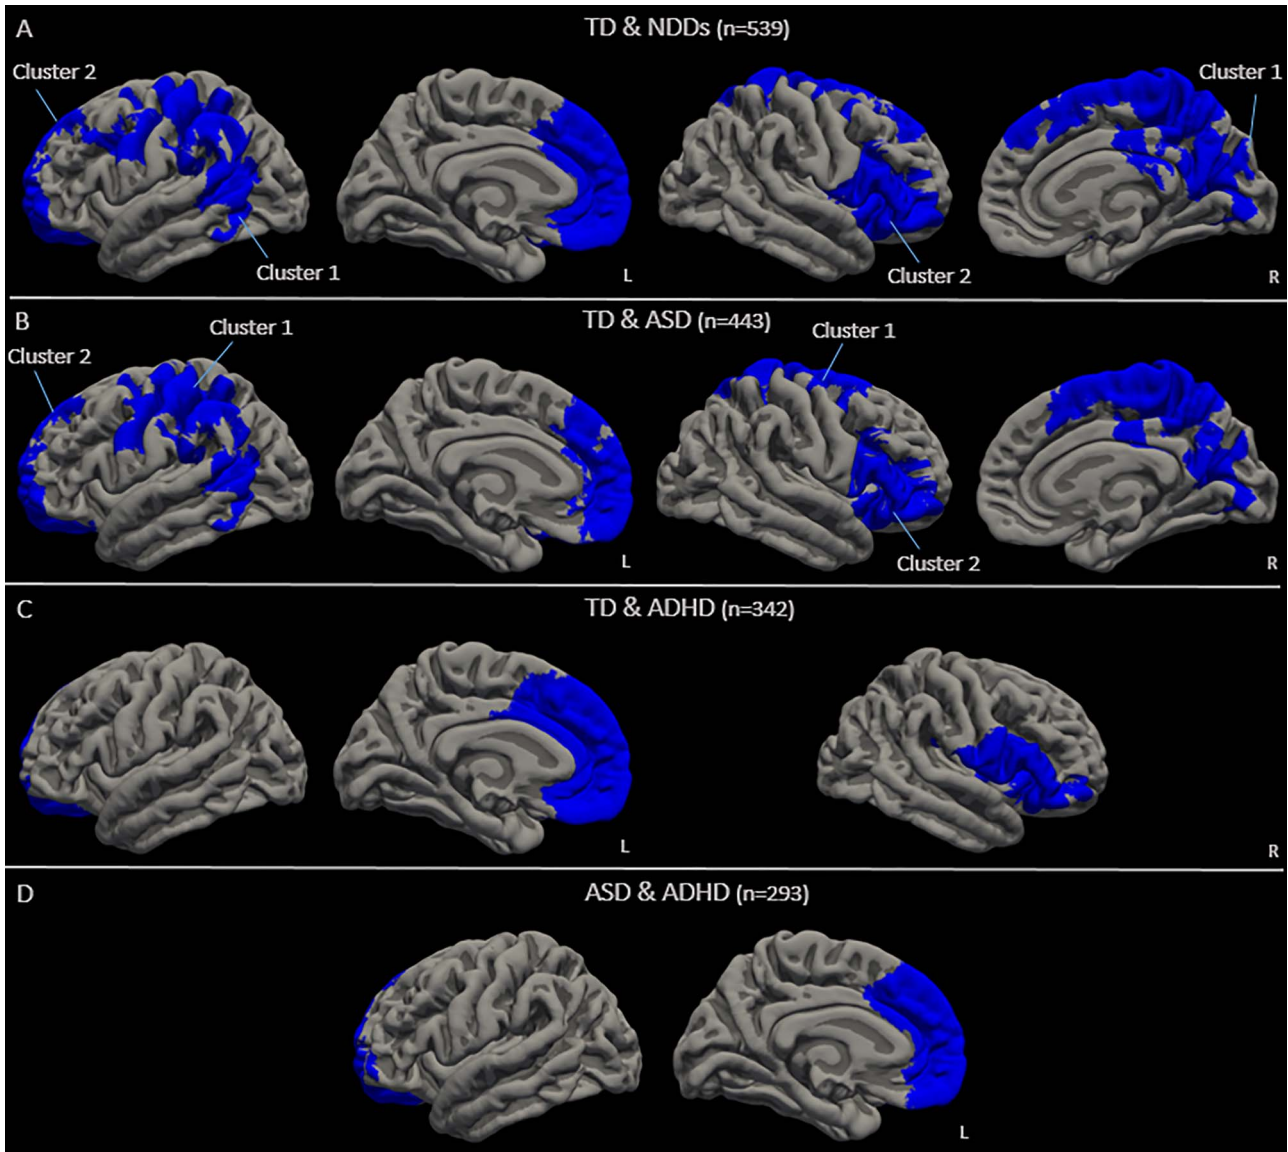 A
TD & NDDs (n=539)
Cluster 2
Cluster 1
Cluster 1
Cluster 2
L
R
B
TD & ASD (n=443)
Cluster 1
Cluster 2
Cluster 1
Cluster 2
L
R
C
TD & ADHD (n=342)
L
R
D
ASD & ADHD (n=293)
L